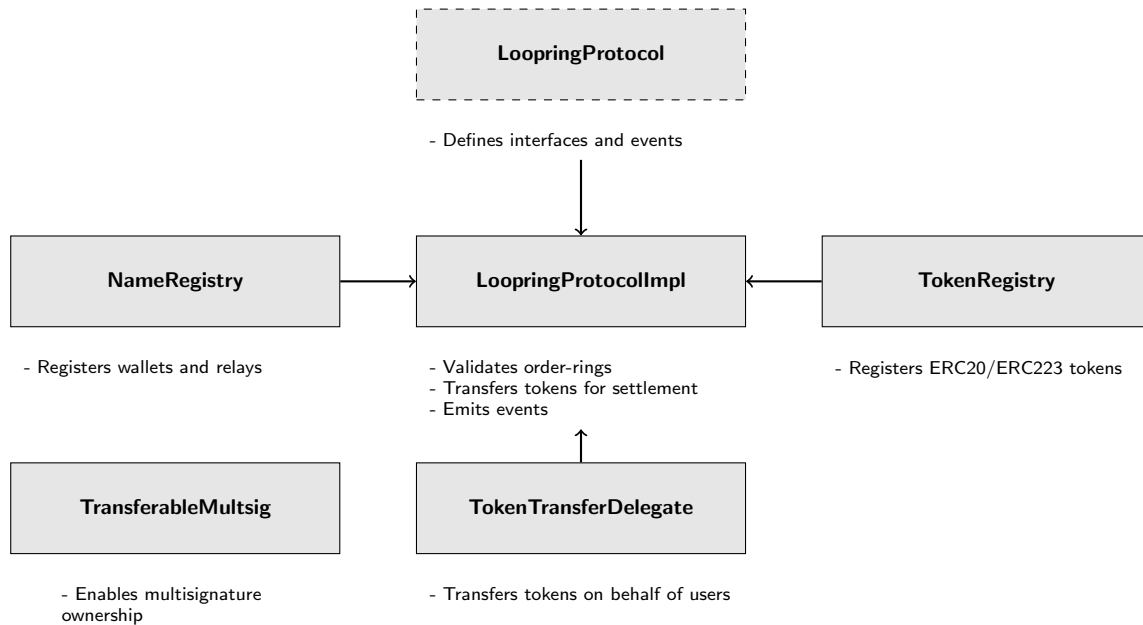 LoopringProtocol
- Defines interfaces and events
NameRegistry
LoopringProtocolImpl
TokenRegistry
- Registers wallets and relays
- Validates order-rings
- Transfers tokens for settlement
- Emits events
- Registers ERC20/ERC223 tokens
TransferableMultsig
TokenTransferDelegate
- Enables multisignature
ownership
- Transfers tokens on behalf of users